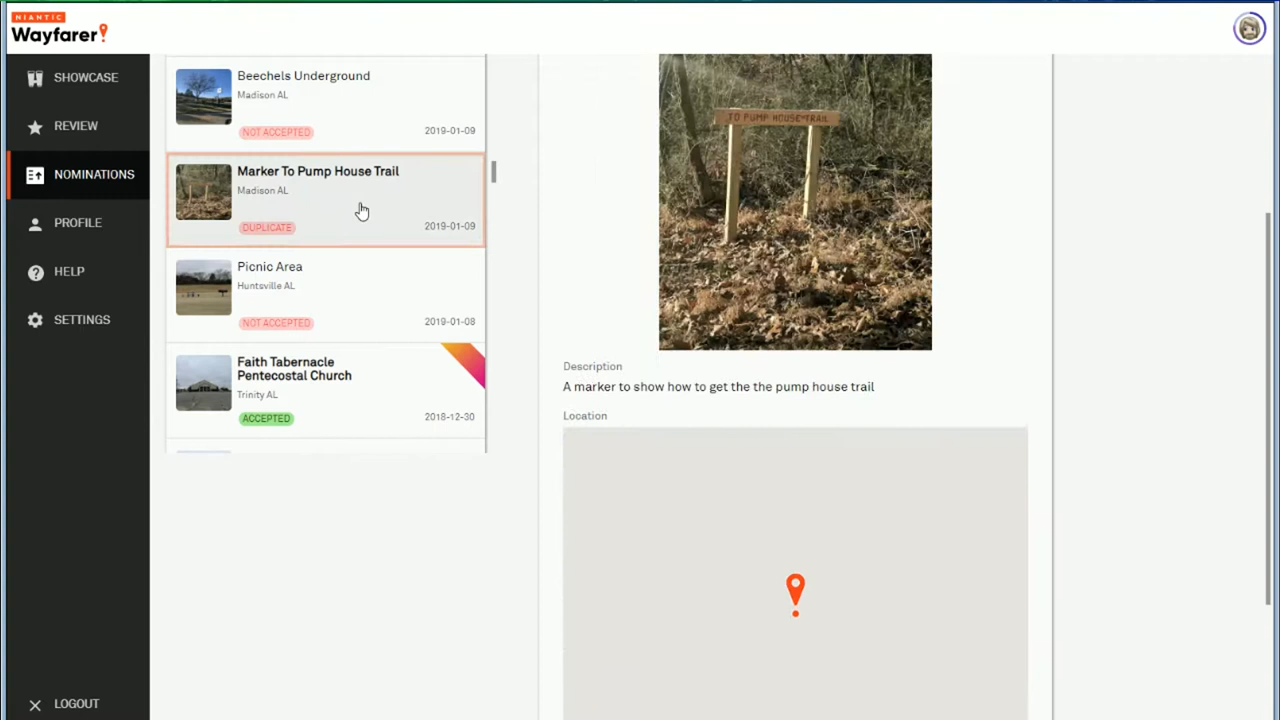 NIANTIC
Wayfarer
SHOWCASE
REVIEW
NOMINATIONS
PROFILE
HELP
SETTINGS
LOGOUT
Beechels Underground
Madison AL
NOT ACCEPTED
2019-01-09
Marker To Pump House Trail
Madison AL
DUPLICATE
2019-01-09
Picnic Area
Huntsville AL
NOT ACCEPTED
2019-01-08
Faith Tabernacle
Pentecostal Church
Trinity AL
ACCEPTED
2018-12-30
TO PUMP HOUSE TRAIL
Description
A marker to show how to get the the pump house trail
Location